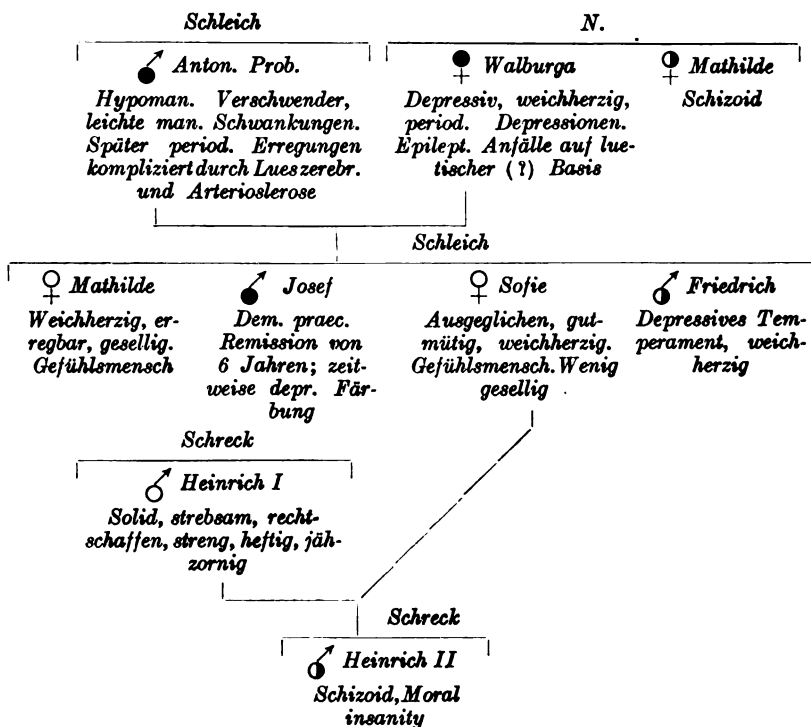 Schleich
N.
Anton. Prob.
Hypoman. Verschwender,
leichte man. Schwankungen.
Später period. Erregungen
kompliziert durch Lues zerebr.
und Arterioslerose
Walburga
Depressiv, weichherzig,
period. Depressionen.
Epilept. Anfälle auf lue-
tischer (?) Basis
Mathilde
Schizoid
Schleich
Mathilde
Weichherzig, er-
regbar, gesellig.
Gefühlsmensch
Josef
Dem. praec.
Remission von
6 Jahren; zeit-
weise depr. Fär-
bung
Sofie
Ausgeglichen, gut-
mütig, weichherzig.
Gefühlsmensch. Wenig
gesellig
Friedrich
Depressives Tem-
perament, weich-
herzig
Schreck
Heinrich I
Solid, strebsam, recht-
schaffen, streng, heftig, jäh-
zornig
Schreck
Heinrich II
Schizoid, Moral
insanity